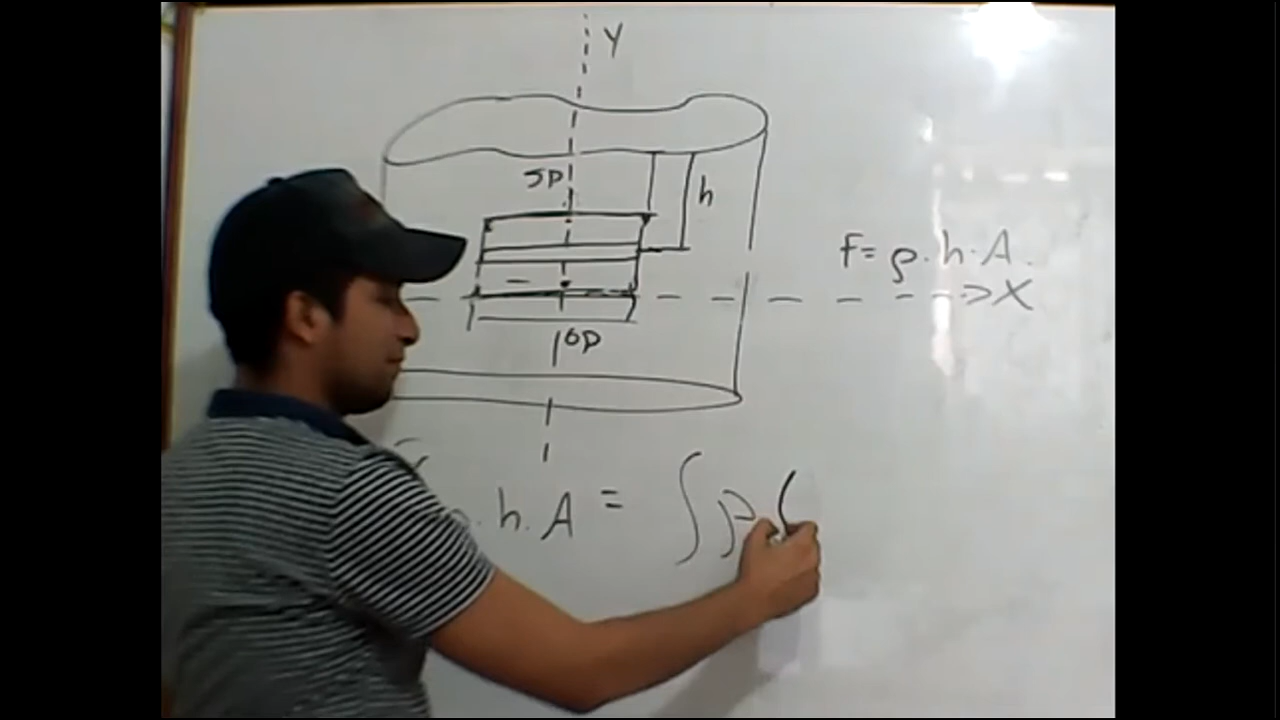 Y
5P
h
F= ρ.h.A.
X
10P
.h.A = ∫ρ(